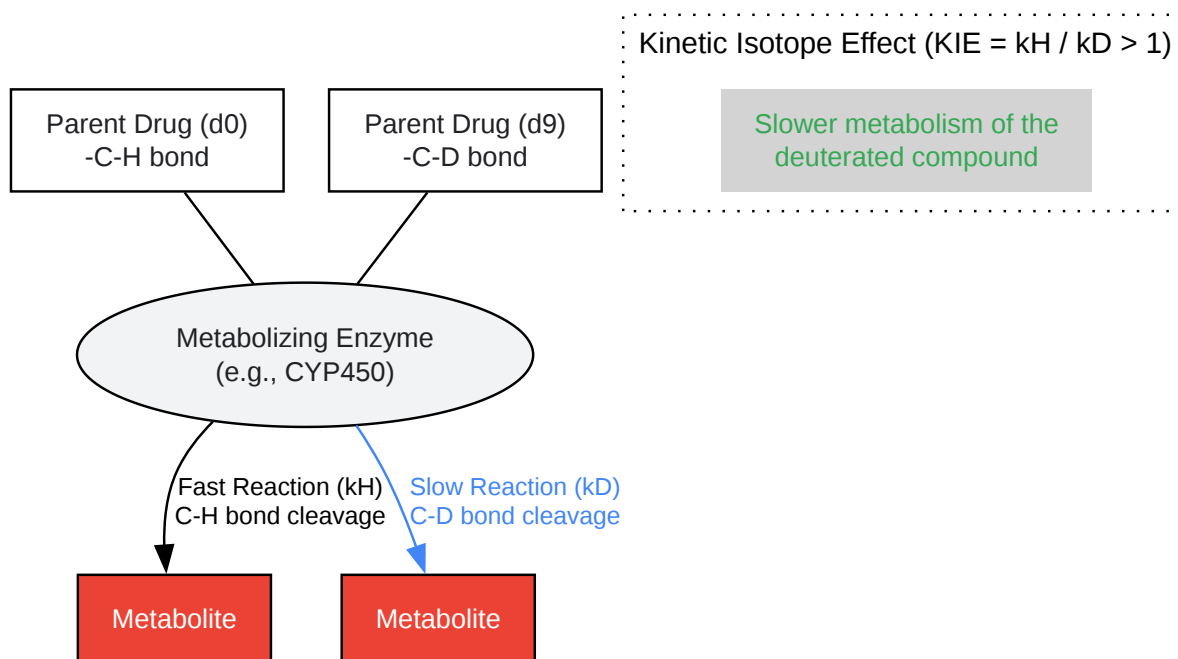 Kinetic Isotope Effect (KIE = kH / kD > 1)
Parent Drug (d0)
-C-H bond
Parent Drug (d9)
-C-D bond
Slower metabolism of the
deuterated compound
Metabolizing Enzyme
(e.g., CYP450)
Fast Reaction (kH)
C-H bond cleavage
Slow Reaction (kD)
C-D bond cleavage
Metabolite
Metabolite